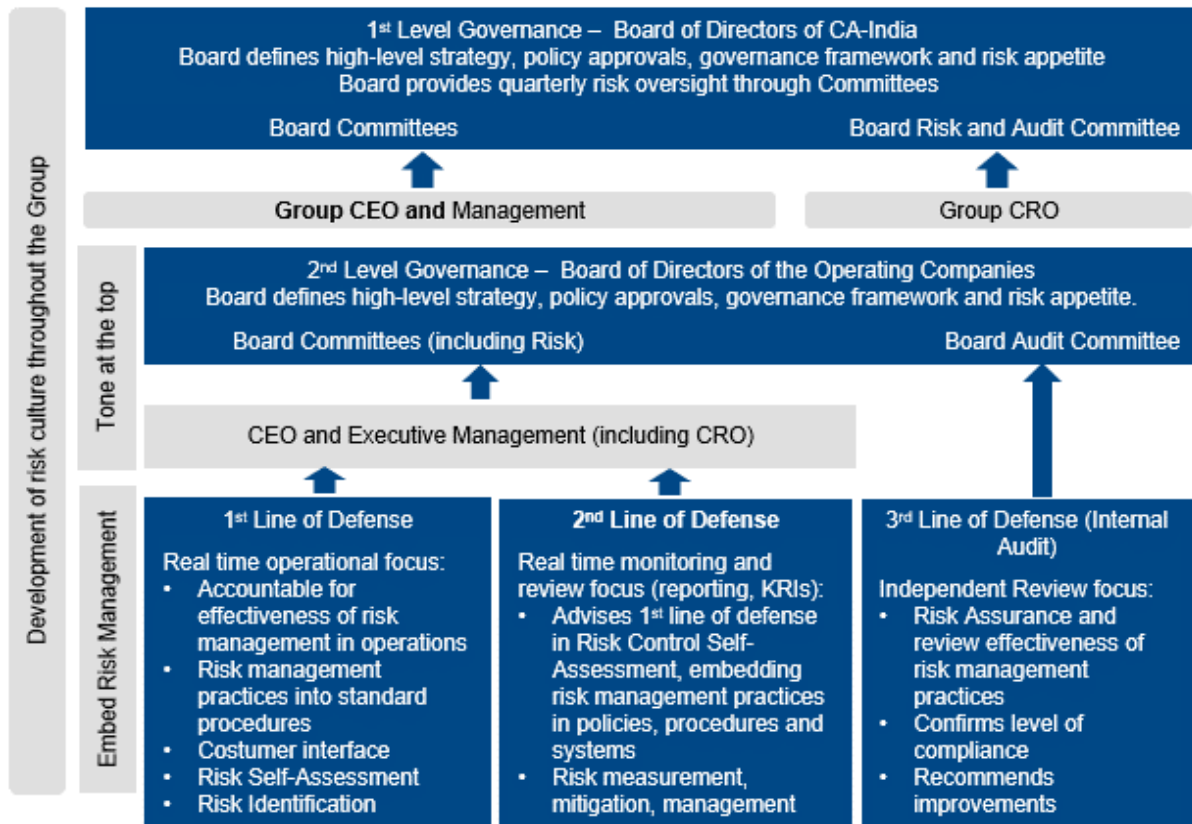 Development of risk culture throughout the Group
1st Level Governance – Board of Directors of CA-India
Board defines high-level strategy, policy approvals, governance framework and risk appetite
Board provides quarterly risk oversight through Committees
Board Committees
Board Risk and Audit Committee
Group CEO and Management
Group CRO
Tone at the top
2nd Level Governance – Board of Directors of the Operating Companies
Board defines high-level strategy, policy approvals, governance framework and risk appetite.
Board Committees (including Risk)
Board Audit Committee
CEO and Executive Management (including CRO)
Embed Risk Management
1st Line of Defense
Real time operational focus:
• Accountable for
effectiveness of risk
management in operations
• Risk management
practices into standard
procedures
• Costumer interface
• Risk Self-Assessment
• Risk Identification
2nd Line of Defense
Real time monitoring and
review focus (reporting, KRIs):
• Advises 1st line of defense
in Risk Control Self-
Assessment, embedding
risk management practices
in policies, procedures and
systems
• Risk measurement,
mitigation, management
3rd Line of Defense (Internal
Audit)
Independent Review focus:
• Risk Assurance and
review effectiveness of
risk management
practices
• Confirms level of
compliance
• Recommends
improvements